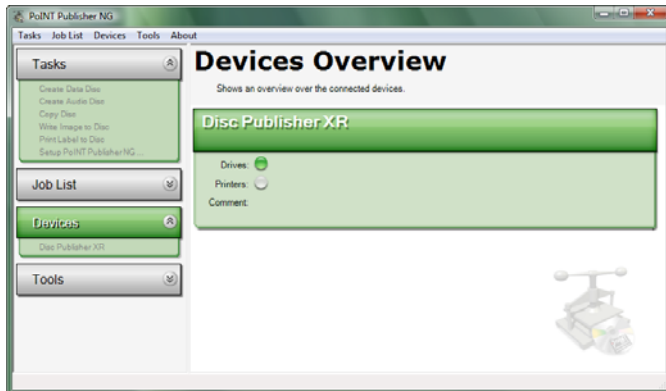 PoINT Publisher NG
Tasks Job List Devices Tools About
Tasks
Create Data Disc
Create Audio Disc
Copy Disc
Write Image to Disc
Print Label to Disc
Setup PoINT Publisher NG ...
Job List
Devices
Disc Publisher XR
Tools
Devices Overview
Shows an overview over the connected devices.
Disc Publisher XR
Drives:
Printers:
Comment: